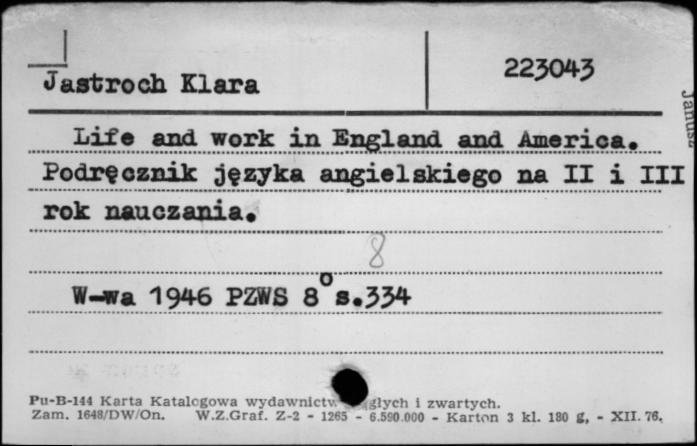 Jastroch Klara
223043
Janusz
Life and work in England and America.
Podręcznik języka angielskiego na II i III
rok nauczania.
8
W-wa 1946 PZWS 8° s.334
Pu-B-144 Karta Katalogowa wydawnictw i zwartych.
Zam. 1648/DW/On. W.Z.Graf. Z-2 - 1265 - 6.590.000 - Karton 3 kl. 180 g, - XII. 76.